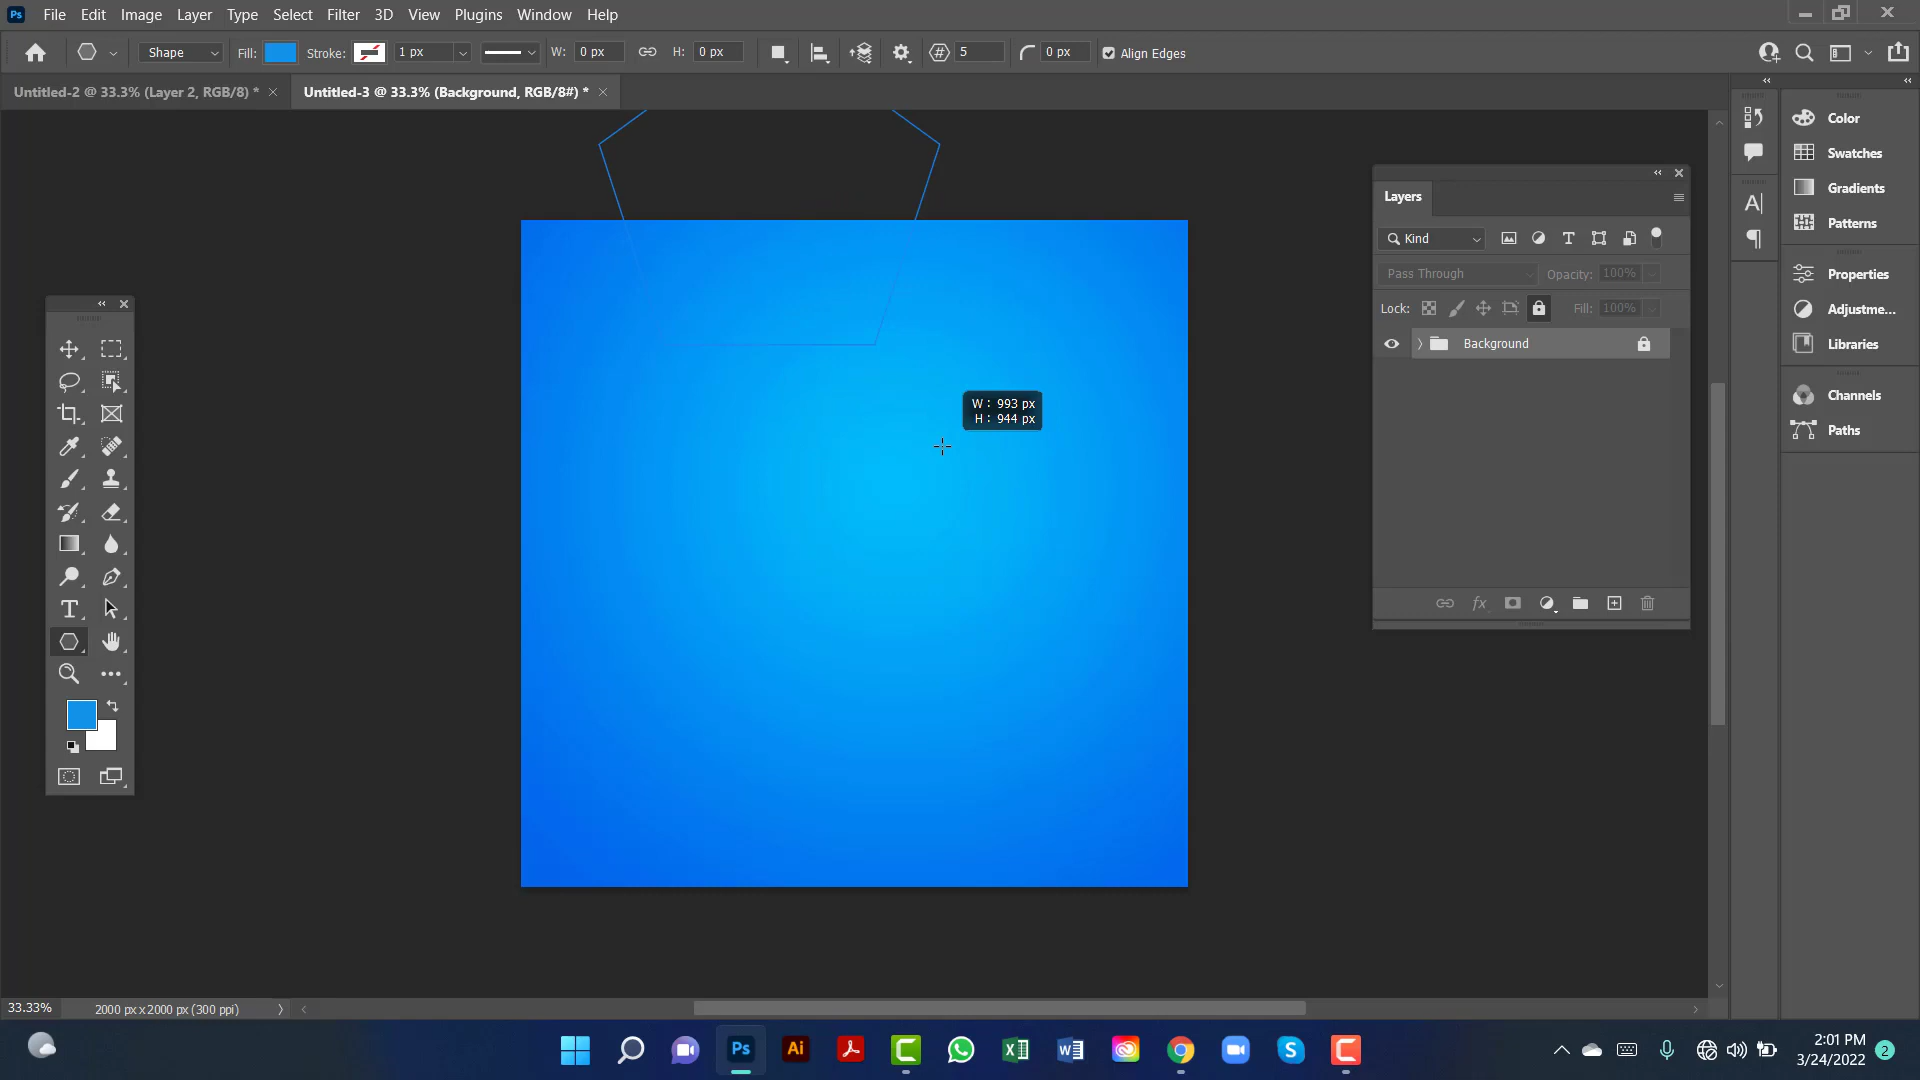 Ps File Edit Image Layer Type Select Filter 3D View Plugins Window Help
Shape Fill: Stroke: 1 px W: 0 px H: 0 px 5 0 px Align Edges
Untitled-2 @ 33.3% (Layer 2, RGB/8) * × Untitled-3 @ 33.3% (Background, RGB/8#) * ×
Color
Swatches
Gradients
Patterns
Properties
Adjustme...
Libraries
Channels
Paths
Layers
Kind
Pass Through Opacity: 100%
Lock: Fill: 100%
Background
W : 993 px
H : 944 px
33.33% 2000 px x 2000 px (300 ppi)
Ps Ai
2:01 PM
3/24/2022 2